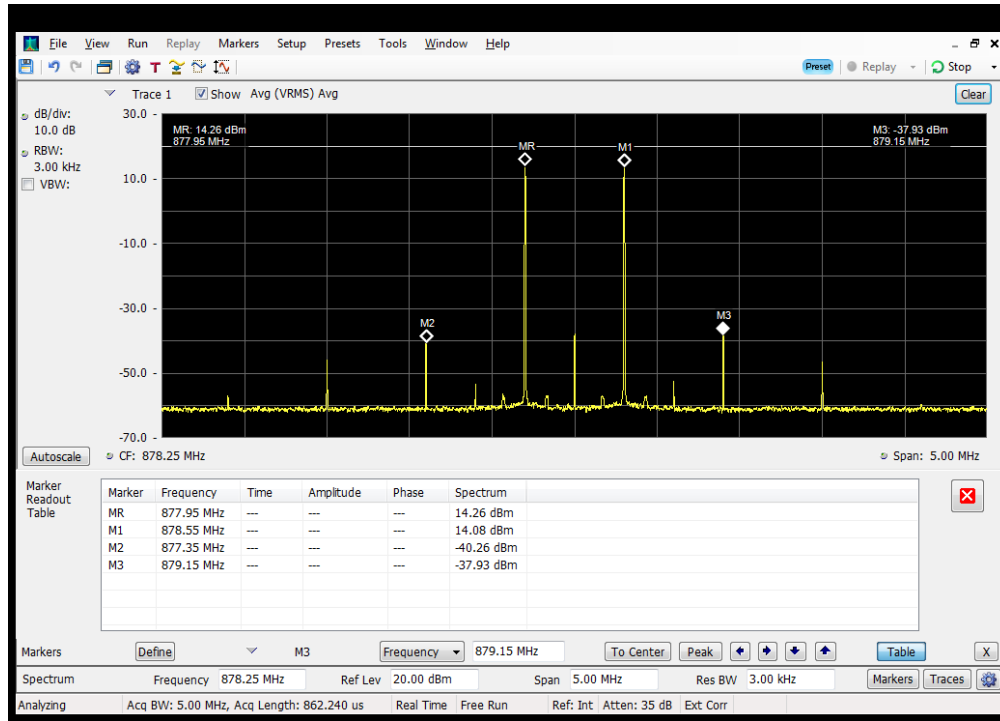 File View Run Replay Markers Setup Presets Tools Window Help
Preset Replay Stop
Trace 1 Show Avg (VRMS) Avg Clear
dB/div:
10.0 dB
RBW:
3.00 kHz
VBW:
30.0 -
10.0 -
-10.0 -
-30.0 -
-50.0 -
-70.0 -
MR: 14.26 dBm
877.95 MHz
M3: -37.93 dBm
879.15 MHz
MR
M1
M2
M3
Autoscale CF: 878.25 MHz Span: 5.00 MHz
Marker
Readout
Table
Marker Frequency Time Amplitude Phase Spectrum
MR 877.95 MHz --- --- --- 14.26 dBm
M1 878.55 MHz --- --- --- 14.08 dBm
M2 877.35 MHz --- --- --- -40.26 dBm
M3 879.15 MHz --- --- --- -37.93 dBm
Markers Define M3 Frequency 879.15 MHz To Center Peak Table X
Spectrum Frequency 878.25 MHz Ref Lev 20.00 dBm Span 5.00 MHz Res BW 3.00 kHz Markers Traces
Analyzing Acq BW: 5.00 MHz, Acq Length: 862.240 us Real Time Free Run Ref: Int Atten: 35 dB Ext Corr